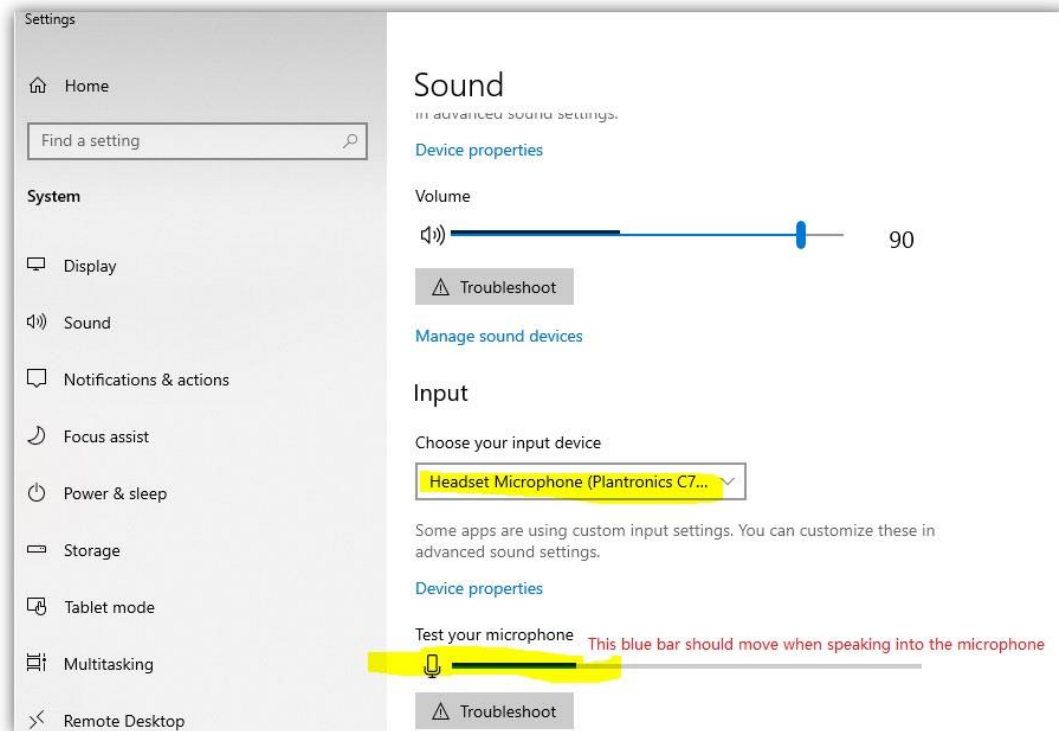 Settings
Home
Find a setting
System
Display
Sound
Notifications & actions
Focus assist
Power & sleep
Storage
Tablet mode
Multitasking
Remote Desktop
Sound
in advanced sound settings.
Device properties
Volume
90
Troubleshoot
Manage sound devices
Input
Choose your input device
Headset Microphone (Plantronics C7...
Some apps are using custom input settings. You can customize these in
advanced sound settings.
Device properties
Test your microphone
This blue bar should move when speaking into the microphone
Troubleshoot